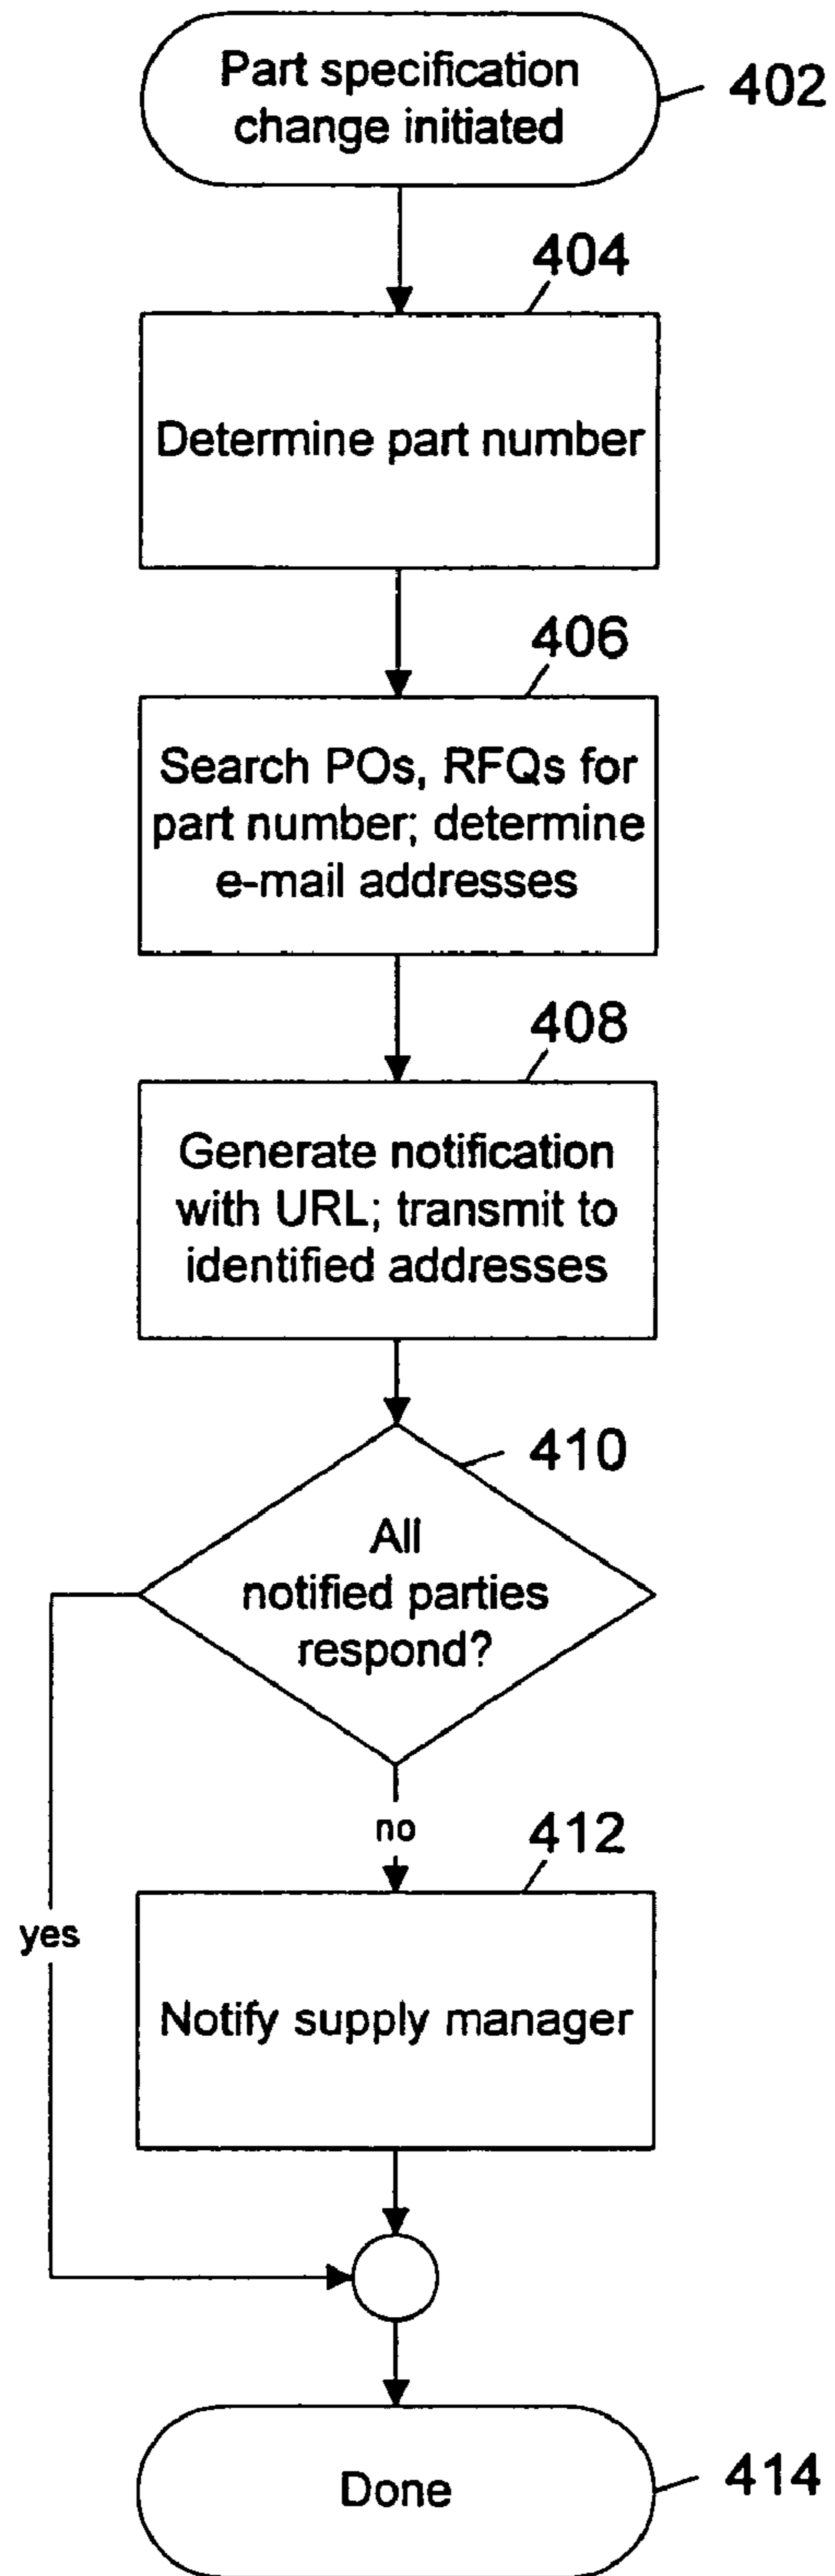 Part specification
change initiated
402
404
Determine part number
406
Search POs, RFQs for
part number; determine
e-mail addresses
408
Generate notification
with URL; transmit to
identified addresses
410
All
notified parties
respond?
no
412
yes
Notify supply manager
Done
414